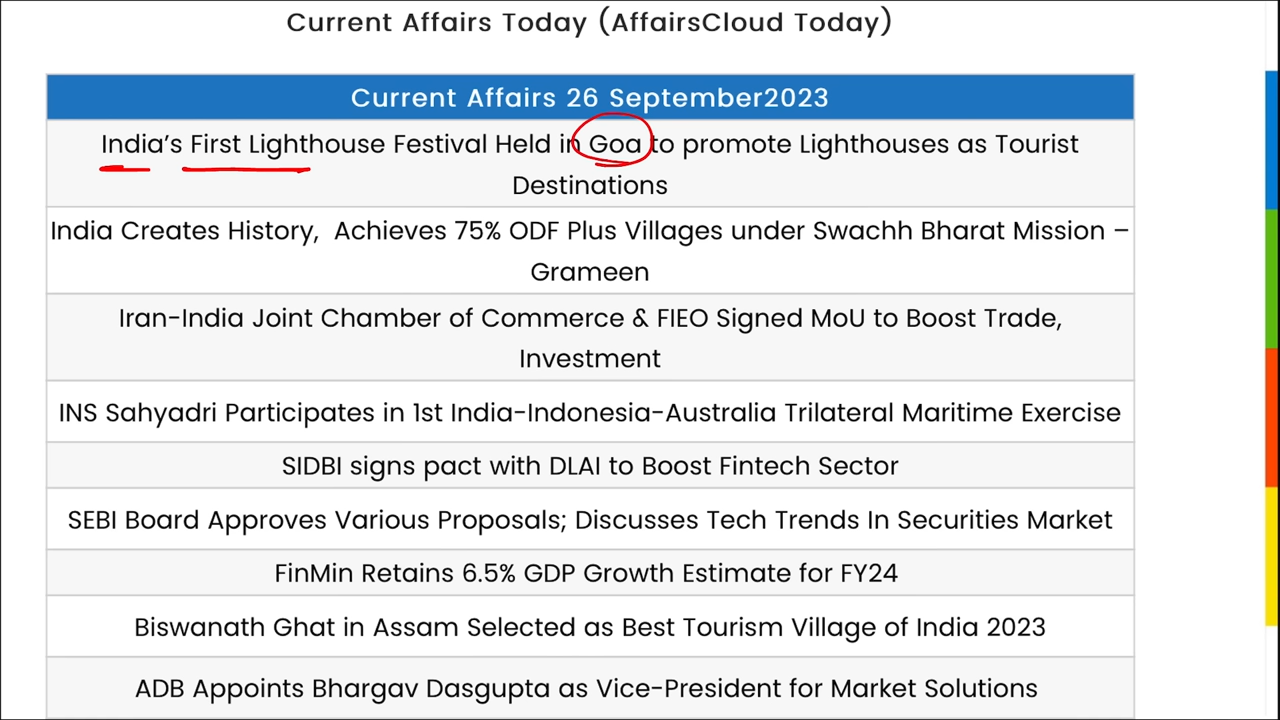 Current Affairs Today (AffairsCloud Today)
Current Affairs 26 September2023
India's First Lighthouse Festival Held in Goa to promote Lighthouses as Tourist
Destinations
India Creates History,  Achieves 75% ODF Plus Villages under Swachh Bharat Mission –
Grameen
Iran-India Joint Chamber of Commerce & FIEO Signed MoU to Boost Trade,
Investment
INS Sahyadri Participates in 1st India-Indonesia-Australia Trilateral Maritime Exercise
SIDBI signs pact with DLAI to Boost Fintech Sector
SEBI Board Approves Various Proposals; Discusses Tech Trends In Securities Market
FinMin Retains 6.5% GDP Growth Estimate for FY24
Biswanath Ghat in Assam Selected as Best Tourism Village of India 2023
ADB Appoints Bhargav Dasgupta as Vice-President for Market Solutions